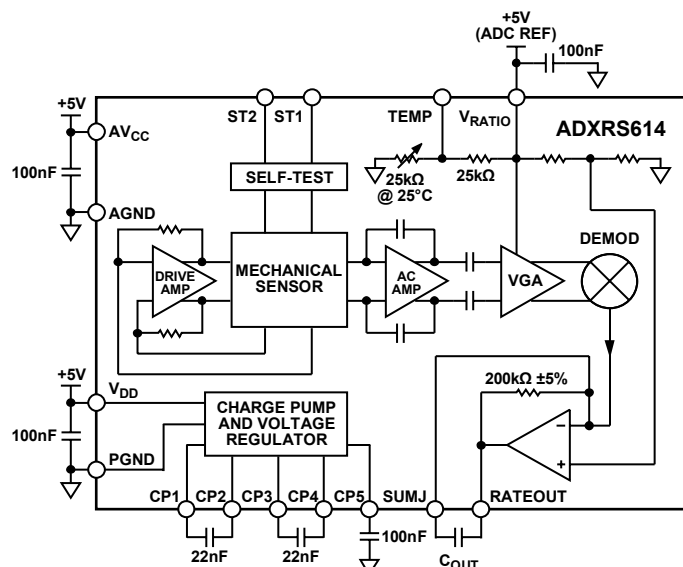 +5V
(ADC REF)
100nF
+5V
ST2
ST1
TEMP
VRATIO
ADXRS614
AVCC
100nF
SELF-TEST
25kΩ
@ 25°C
25kΩ
AGND
DEMOD
DRIVE
AMP
MECHANICAL
SENSOR
AC
AMP
VGA
+5V
VDD
200kΩ ±5%
CHARGE PUMP
AND VOLTAGE
REGULATOR
100nF
–
+
PGND
CP1
CP2
CP3
CP4
CP5
SUMJ
RATEOUT
22nF
22nF
100nF
COUT